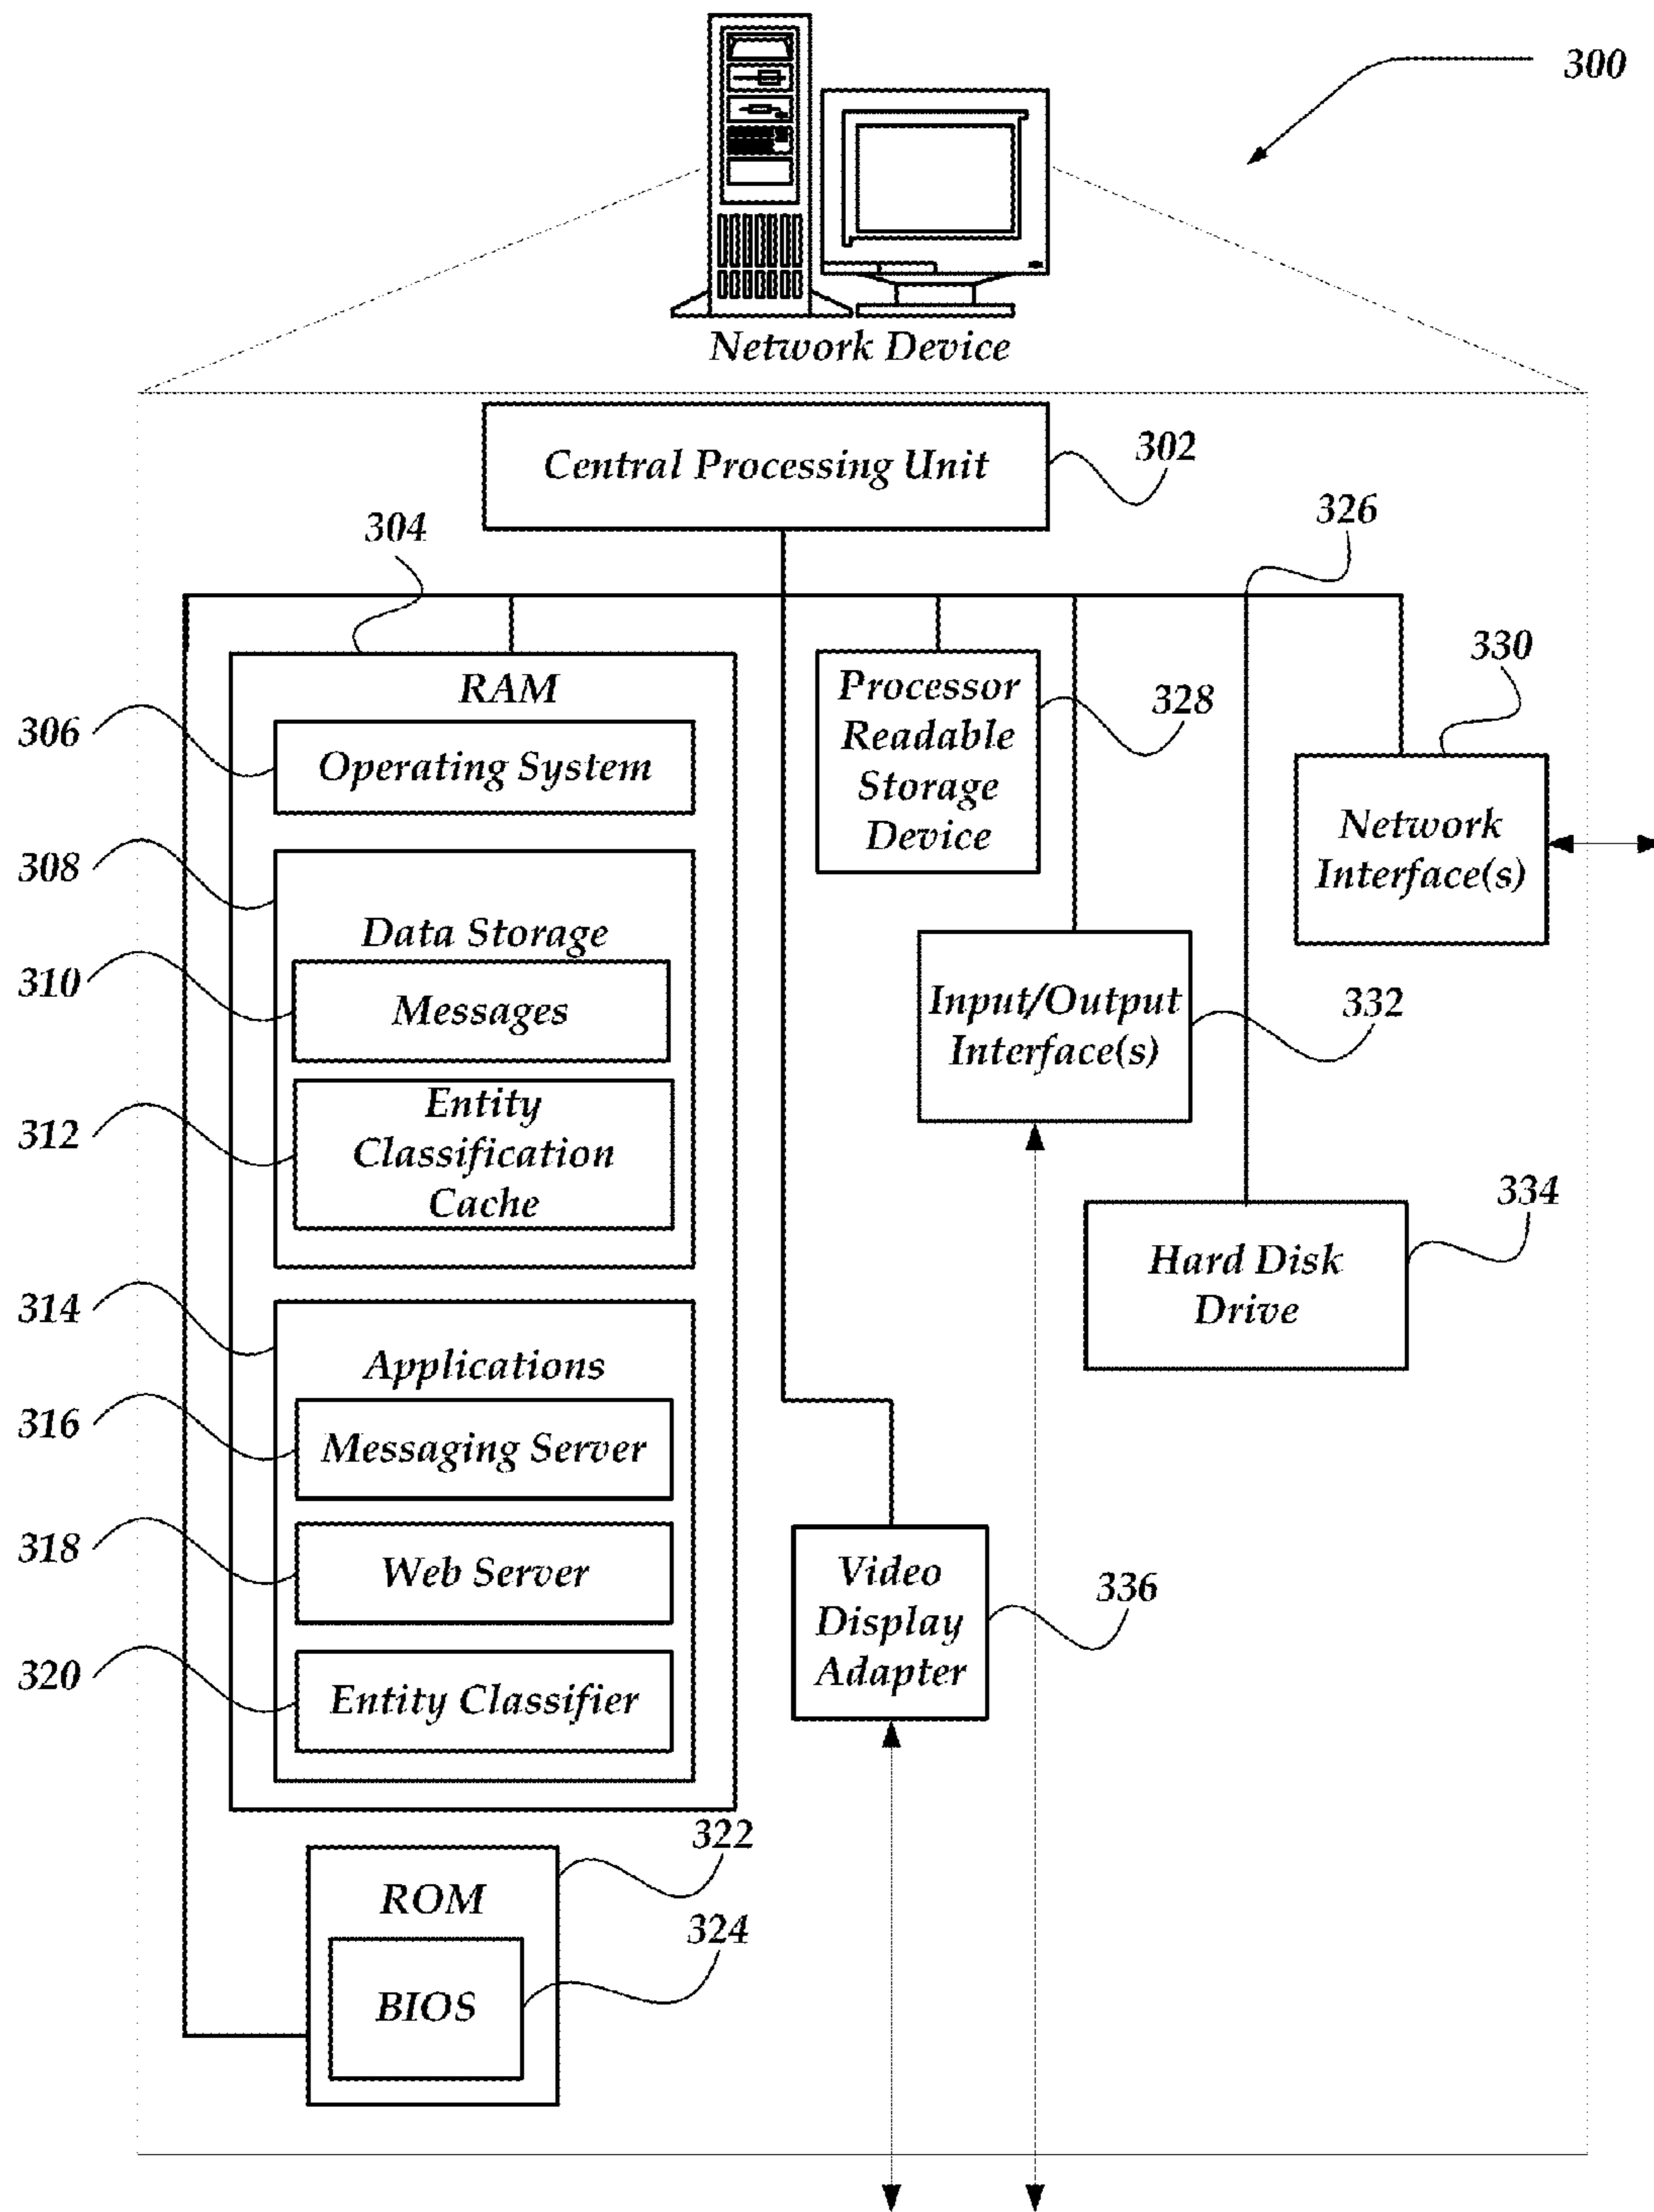 300
Network Device
Central Processing Unit
302
304
326
RAM
306
Operating System
Processor
Readable
Storage
Device
328
330
Network
Interface(s)
308
Data Storage
310
Messages
Input/Output
Interface(s)
332
312
Entity
Classification
Cache
334
Hard Disk
Drive
314
Applications
316
Messaging Server
318
Web Server
Video
Display
Adapter
336
320
Entity Classifier
322
ROM
324
BIOS